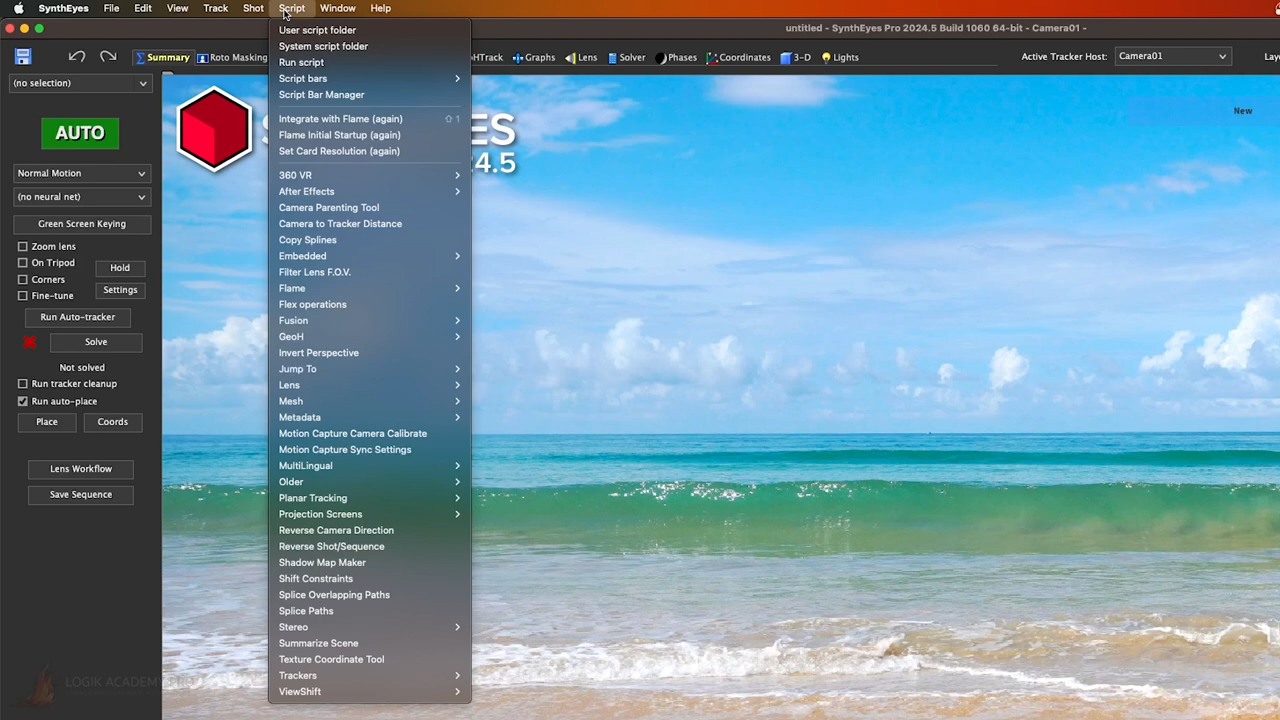 SynthEyes File Edit View Track Shot Script Window Help
untitled - SynthEyes Pro 2024.5 Build 1060 64-bit - Camera01 -
Summary Roto Masking HTrack Graphs Lens Solver Phases Coordinates 3-D Lights Active Tracker Host: Camera01 Lay
(no selection)
AUTO
Normal Motion
(no neural net)
Green Screen Keying
Zoom lens
On Tripod
Corners
Fine-tune
Hold
Settings
Run Auto-tracker
Solve
Not solved
Run tracker cleanup
Run auto-place
Place Coords
Lens Workflow
Save Sequence
User script folder
System script folder
Run script
Script bars
Script Bar Manager
Integrate with Flame (again) ⇧ 1
Flame Initial Startup (again)
Set Card Resolution (again)
360 VR
After Effects
Camera Parenting Tool
Camera to Tracker Distance
Copy Splines
Embedded
Filter Lens F.O.V.
Flame
Flex operations
Fusion
GeoH
Invert Perspective
Jump To
Lens
Mesh
Metadata
Motion Capture Camera Calibrate
Motion Capture Sync Settings
MultiLingual
Older
Planar Tracking
Projection Screens
Reverse Camera Direction
Reverse Shot/Sequence
Shadow Map Maker
Shift Constraints
Splice Overlapping Paths
Splice Paths
Stereo
Summarize Scene
Texture Coordinate Tool
Trackers
ViewShift
S ES
24.5
New
LOGIK ACADEMY PRO